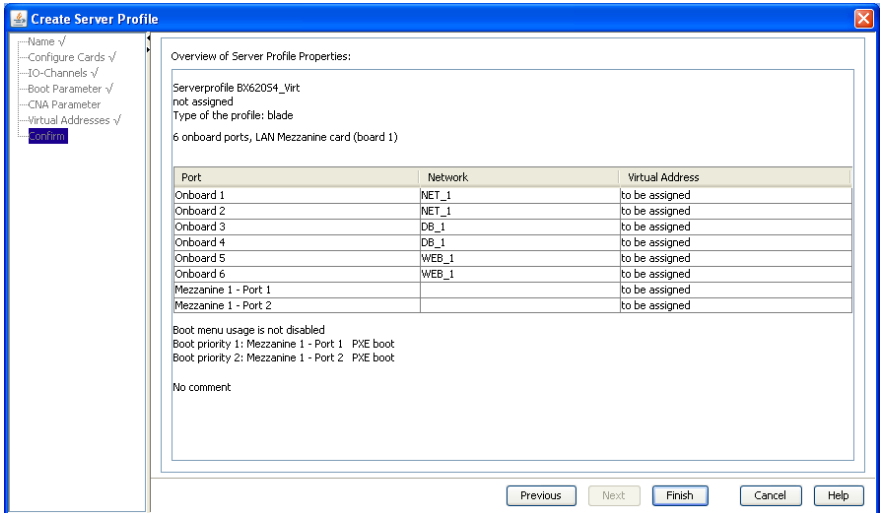 Create Server Profile
Name √
Configure Cards √
IO-Channels √
Boot Parameter √
CNA Parameter
Virtual Addresses √
Confirm
Overview of Server Profile Properties:
Serverprofile BX620S4_Virt
not assigned
Type of the profile: blade
6 onboard ports, LAN Mezzanine card (board 1)
Port Network Virtual Address
Onboard 1 NET_1 to be assigned
Onboard 2 NET_1 to be assigned
Onboard 3 DB_1 to be assigned
Onboard 4 DB_1 to be assigned
Onboard 5 WEB_1 to be assigned
Onboard 6 WEB_1 to be assigned
Mezzanine 1 - Port 1 to be assigned
Mezzanine 1 - Port 2 to be assigned
Boot menu usage is not disabled
Boot priority 1: Mezzanine 1 - Port 1 PXE boot
Boot priority 2: Mezzanine 1 - Port 2 PXE boot
No comment
Previous Next Finish Cancel Help